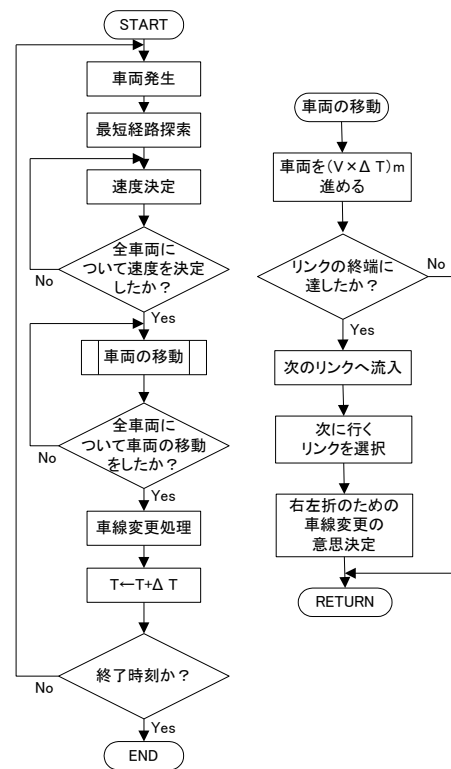 START
車両発生
最短経路探索
速度決定
全車両に
ついて速度を決定
したか？
No
Yes
車両の移動
全車両に
ついて車両の移動
をしたか？
No
Yes
車線変更処理
T←T+Δ T
終了時刻か？
No
Yes
END
車両の移動
車両を(V×Δ T)m
進める
リンクの終端に
達したか？
No
Yes
次のリンクへ流入
次に行く
リンクを選択
右左折のための
車線変更の
意思決定
RETURN